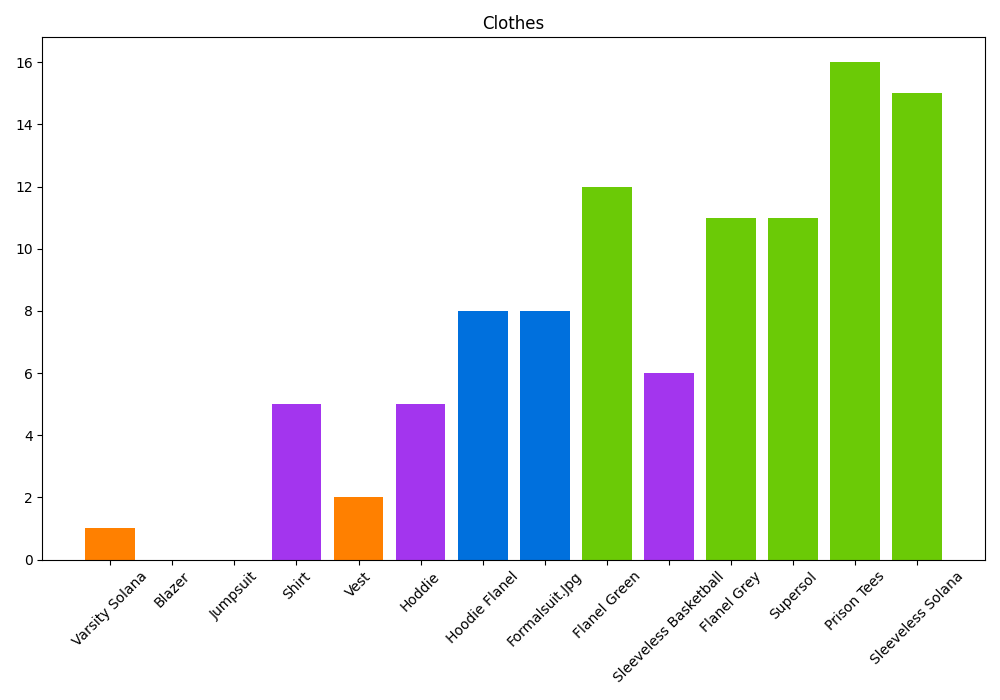 Clothes
16
14
12
10
8
6
4
2
0
Varsity Solana
Blazer
Jumpsuit
Shirt
Vest
Hoddie
Hoodie Flanel
Formalsuit.Jpg
Flanel Green
Sleeveless Basketball
Flanel Grey
Supersol
Prison Tees
Sleeveless Solana